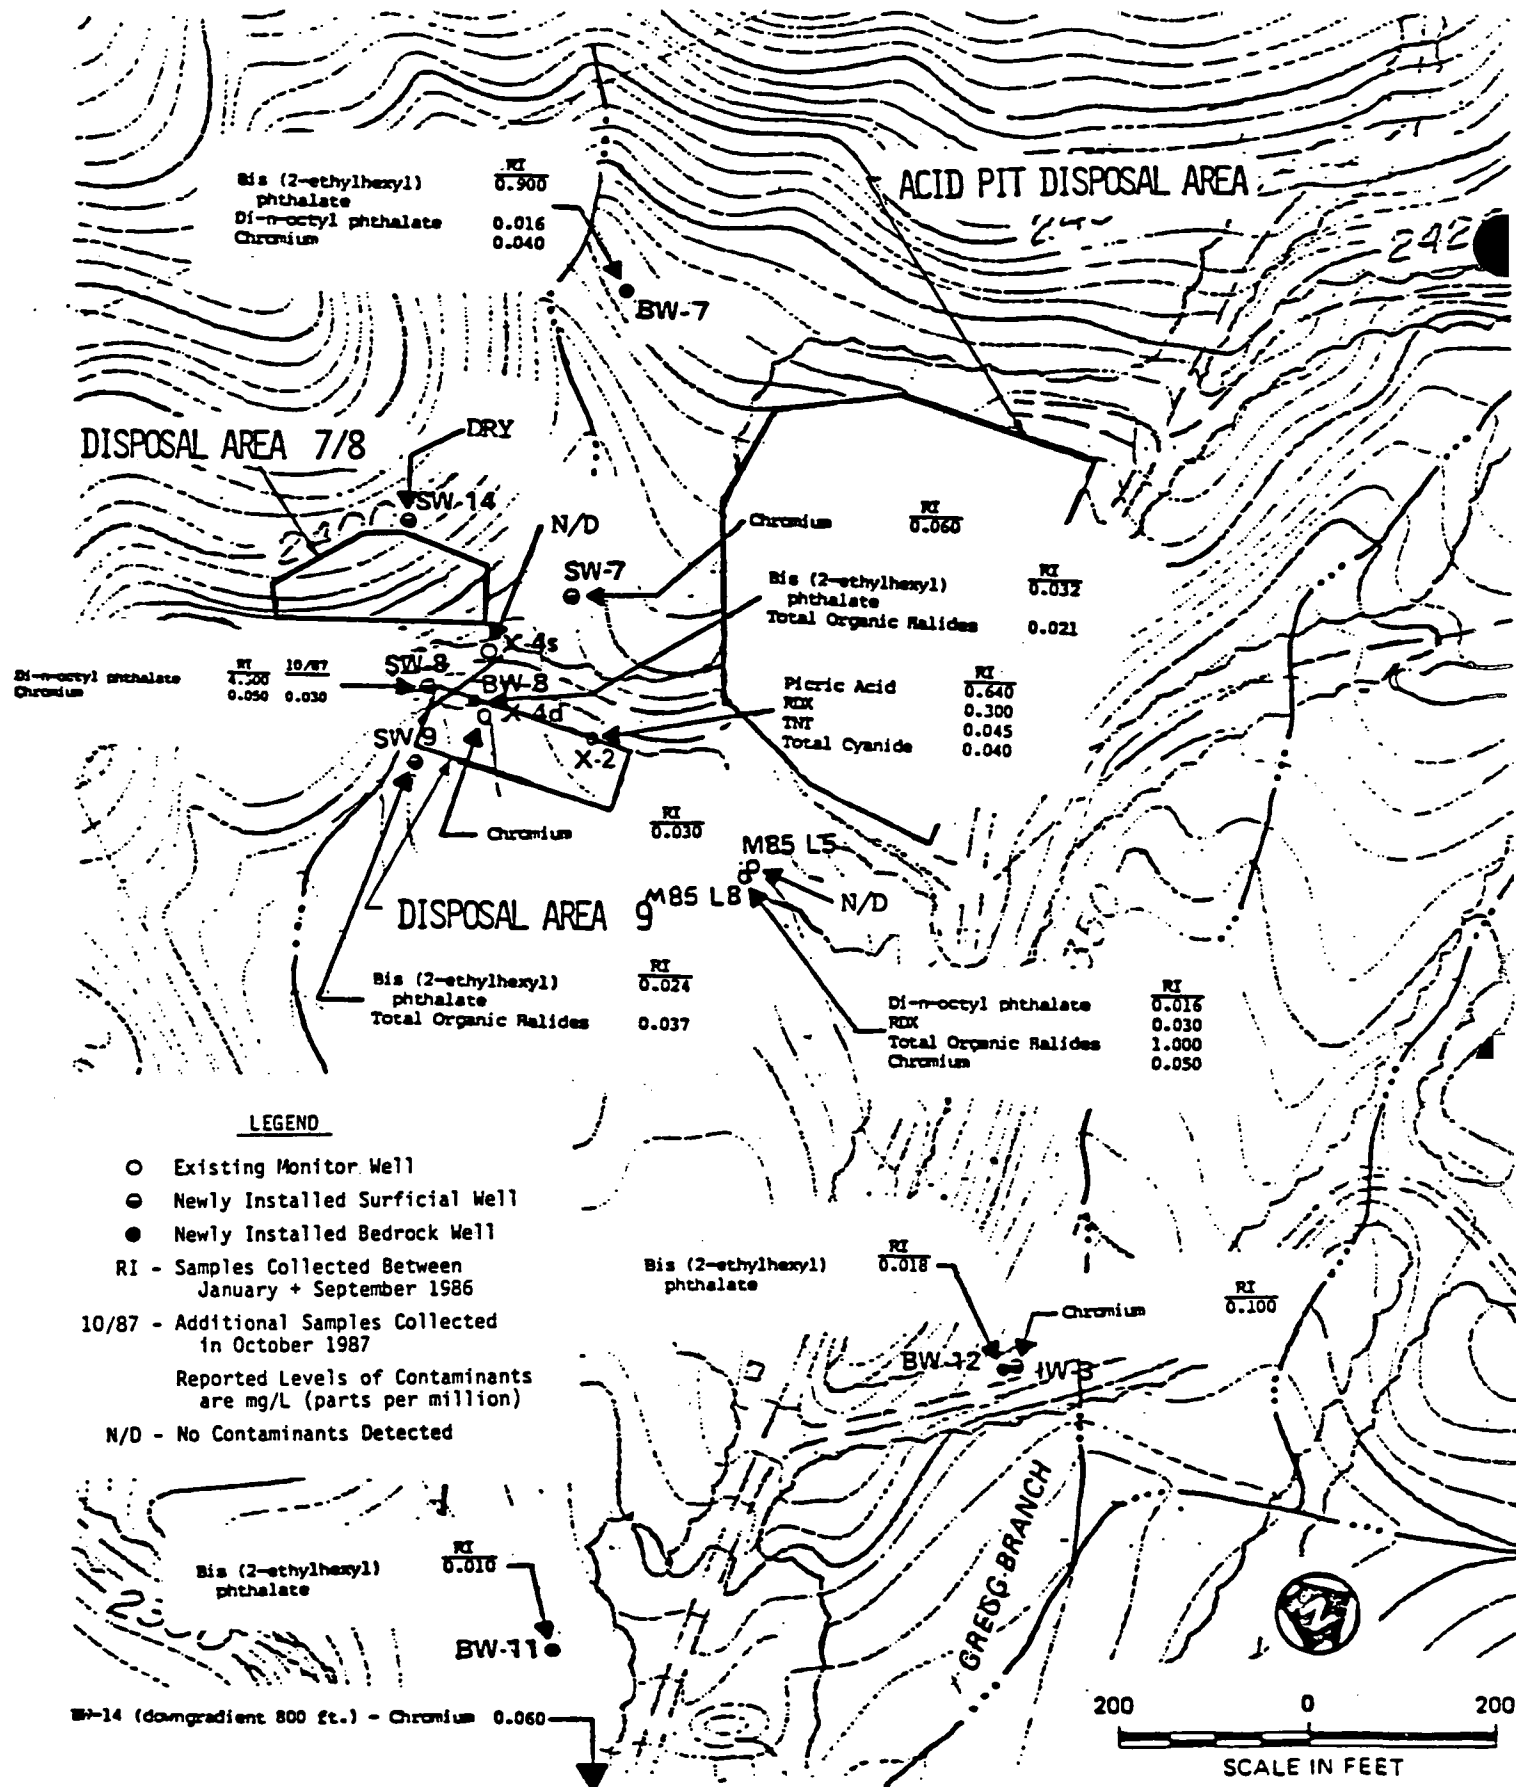 RI
Bis (2-ethylhexyl) 0.900
phthalate
Di-n-octyl phthalate 0.016
Chromium 0.040
ACID PIT DISPOSAL AREA
242
BW-7
DISPOSAL AREA 7/8
DRY
SW-14
N/D
SW-7
RI
Chromium 0.060
RI
Bis (2-ethylhexyl) 0.032
phthalate
Total Organic Halides 0.021
X-4s
SW-8
RI 10/87
Di-n-octyl phthalate
Chromium 0.050 0.030
BW-8
X-4d
RI
Picric Acid 0.640
RDX 0.300
TNT 0.045
Total Cyanide 0.040
SW-9
X-2
RI
Chromium 0.030
M85 L5
M85 L8
N/D
DISPOSAL AREA 9
RI
Bis (2-ethylhexyl) 0.024
phthalate
Total Organic Halides 0.037
RI
Di-n-octyl phthalate 0.016
RDX 0.030
Total Organic Halides 1.000
Chromium 0.050
LEGEND
Existing Monitor Well
Newly Installed Surficial Well
Newly Installed Bedrock Well
RI - Samples Collected Between
January + September 1986
10/87 - Additional Samples Collected
in October 1987
Reported Levels of Contaminants
are mg/L (parts per million)
N/D - No Contaminants Detected
RI
Bis (2-ethylhexyl) 0.018
phthalate
RI
Chromium 0.100
BW-12
IW-3
GREGG BRANCH
RI
Bis (2-ethylhexyl) 0.010
phthalate
BW-11
-14 (downgradient 800 ft.) - Chromium 0.060
200 0 200
SCALE IN FEET